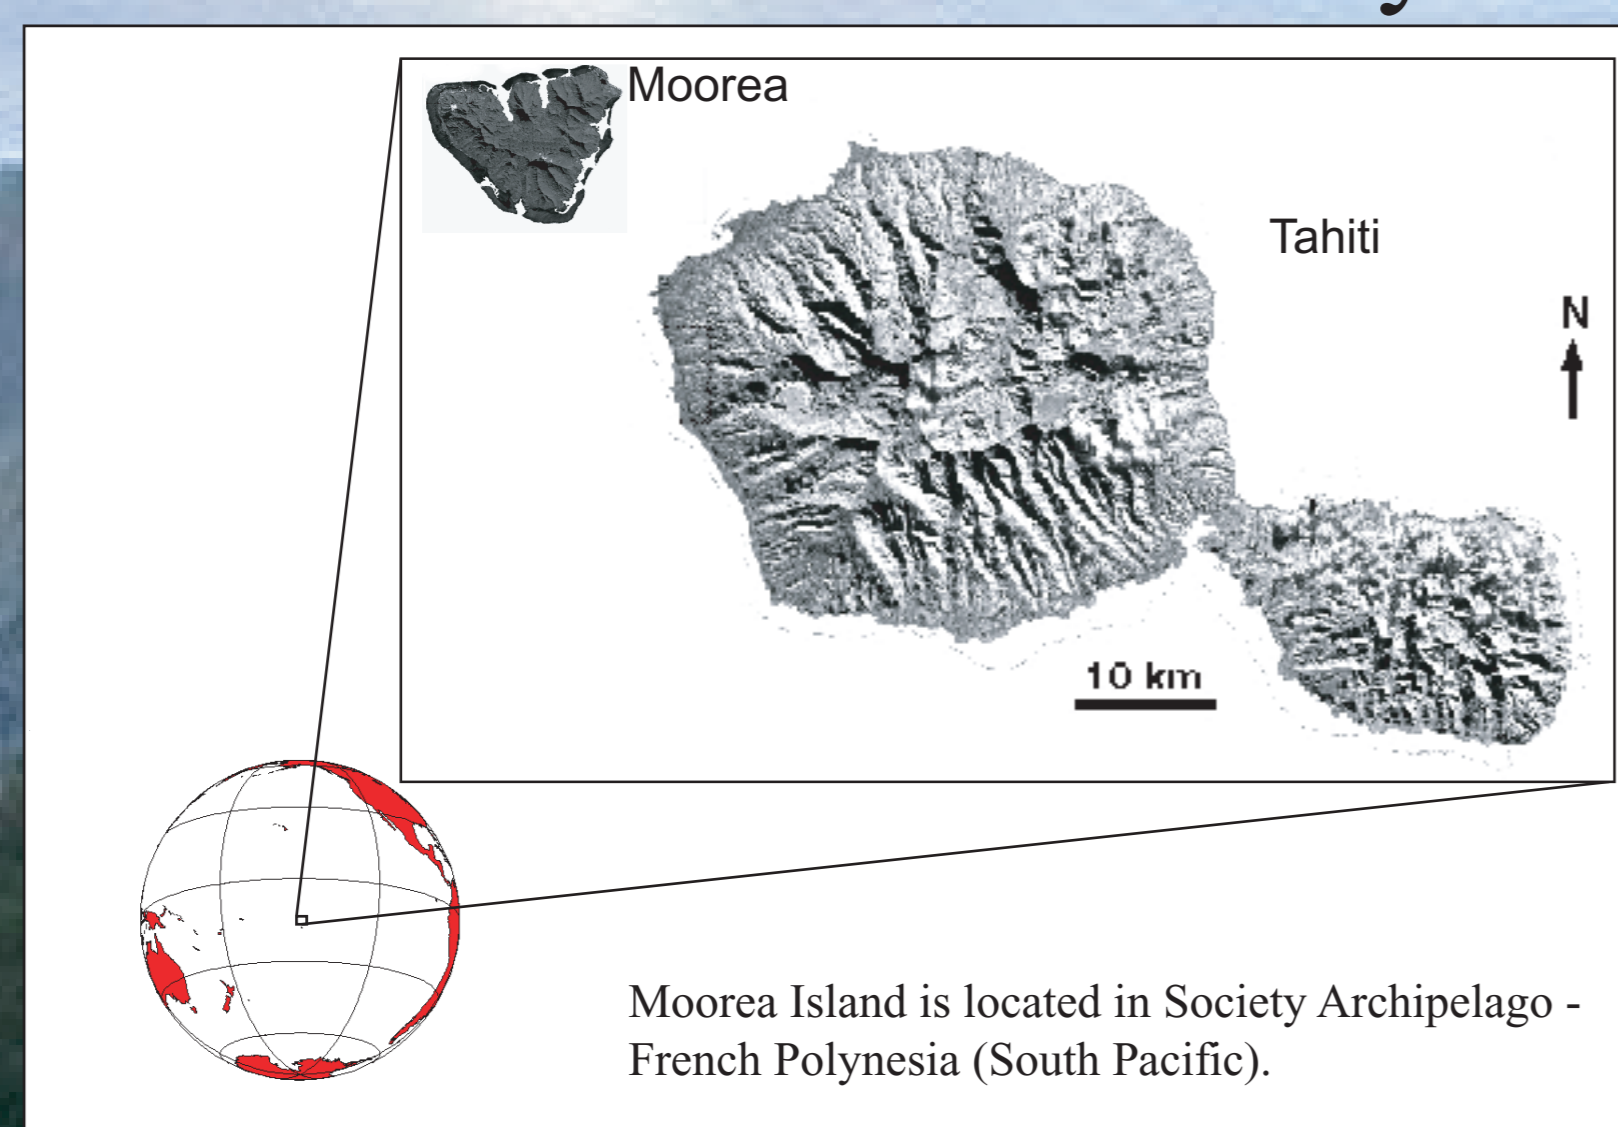 Moorea
Tahiti
N
10 km
Moorea Island is located in Society Archipelago -
French Polynesia (South Pacific).